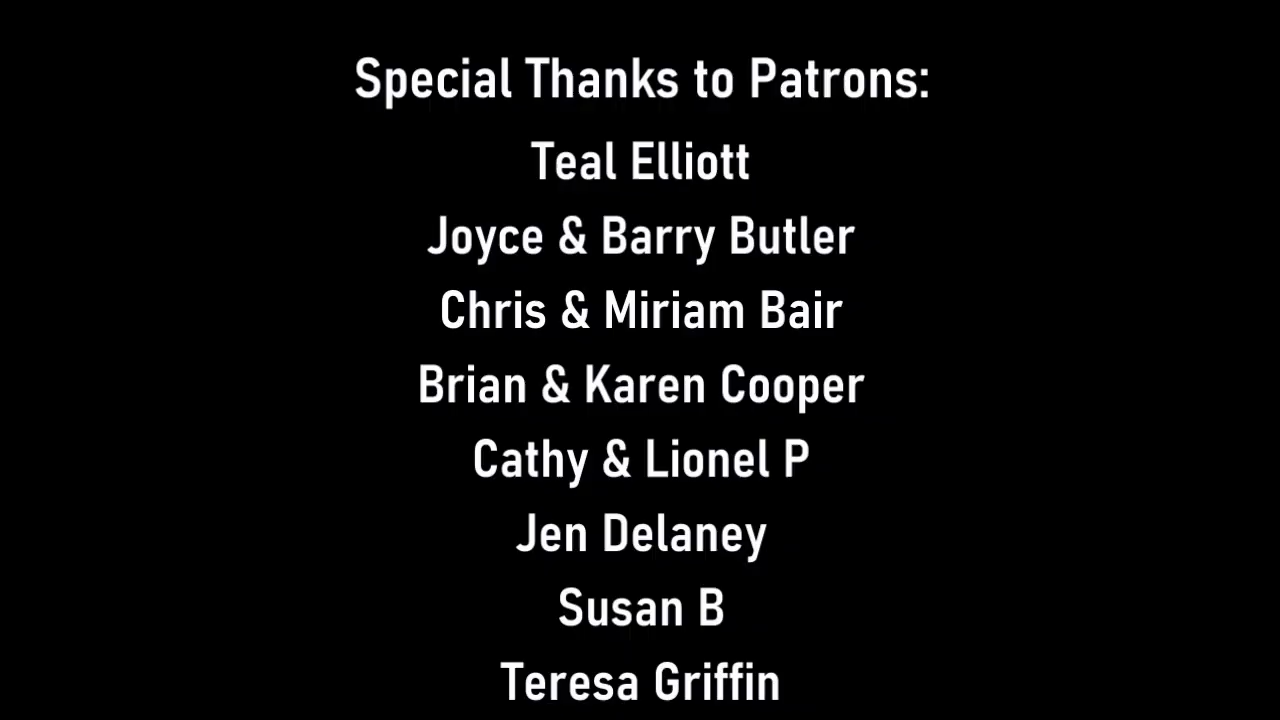 Special Thanks to Patrons:
Teal Elliott
Joyce & Barry Butler
Chris & Miriam Bair
Brian & Karen Cooper
Cathy & Lionel P
Jen Delaney
Susan B
Teresa Griffin